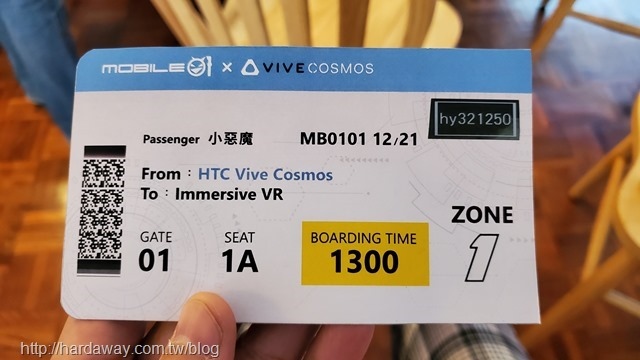 MOBILE01 × VIVE COSMOS
hy321250
Passenger 小惡魔 MB0101 12/21
From：HTC Vive Cosmos
To：Immersive VR
ZONE
1
GATE SEAT BOARDING TIME
01 1A 1300
http://hardaway.com.tw/blog